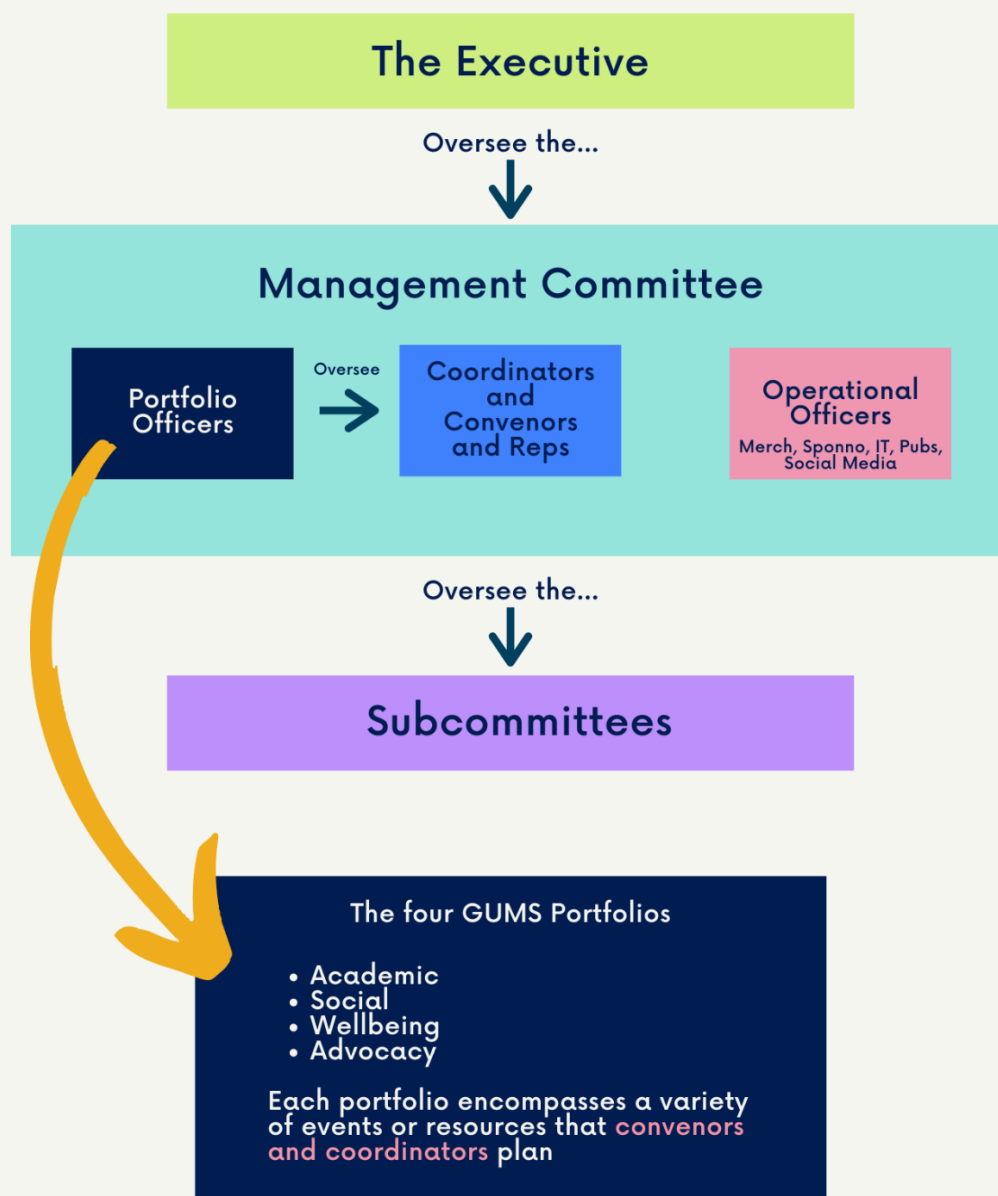 The Executive
Oversee the...
Management Committee
Portfolio
Officers
Oversee
Coordinators
and
Convenors
and Reps
Operational
Officers
Merch, Sponno, IT, Pubs,
Social Media
Oversee the...
Subcommittees
The four GUMS Portfolios
• Academic
• Social
• Wellbeing
• Advocacy
Each portfolio encompasses a variety
of events or resources that convenors
and coordinators plan